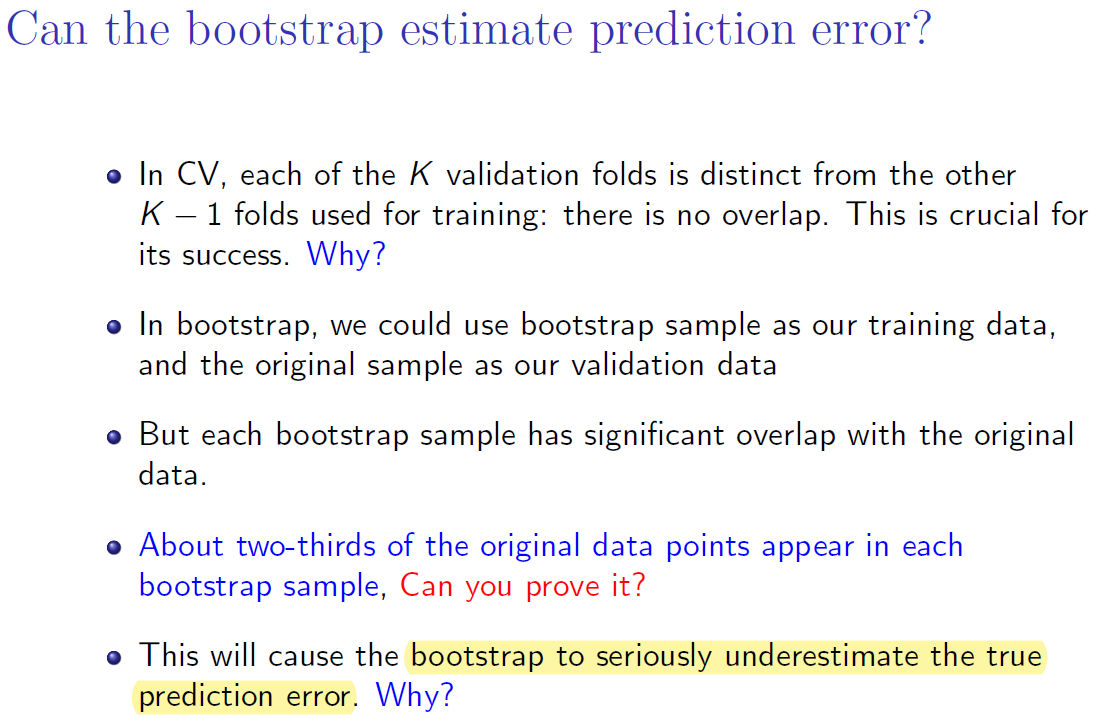 Can the bootstrap estimate prediction error?
In CV, each of the K validation folds is distinct from the other
K − 1 folds used for training: there is no overlap. This is crucial for
its success. Why?
In bootstrap, we could use bootstrap sample as our training data,
and the original sample as our validation data
But each bootstrap sample has significant overlap with the original
data.
About two-thirds of the original data points appear in each
bootstrap sample, Can you prove it?
This will cause the bootstrap to seriously underestimate the true
prediction error. Why?